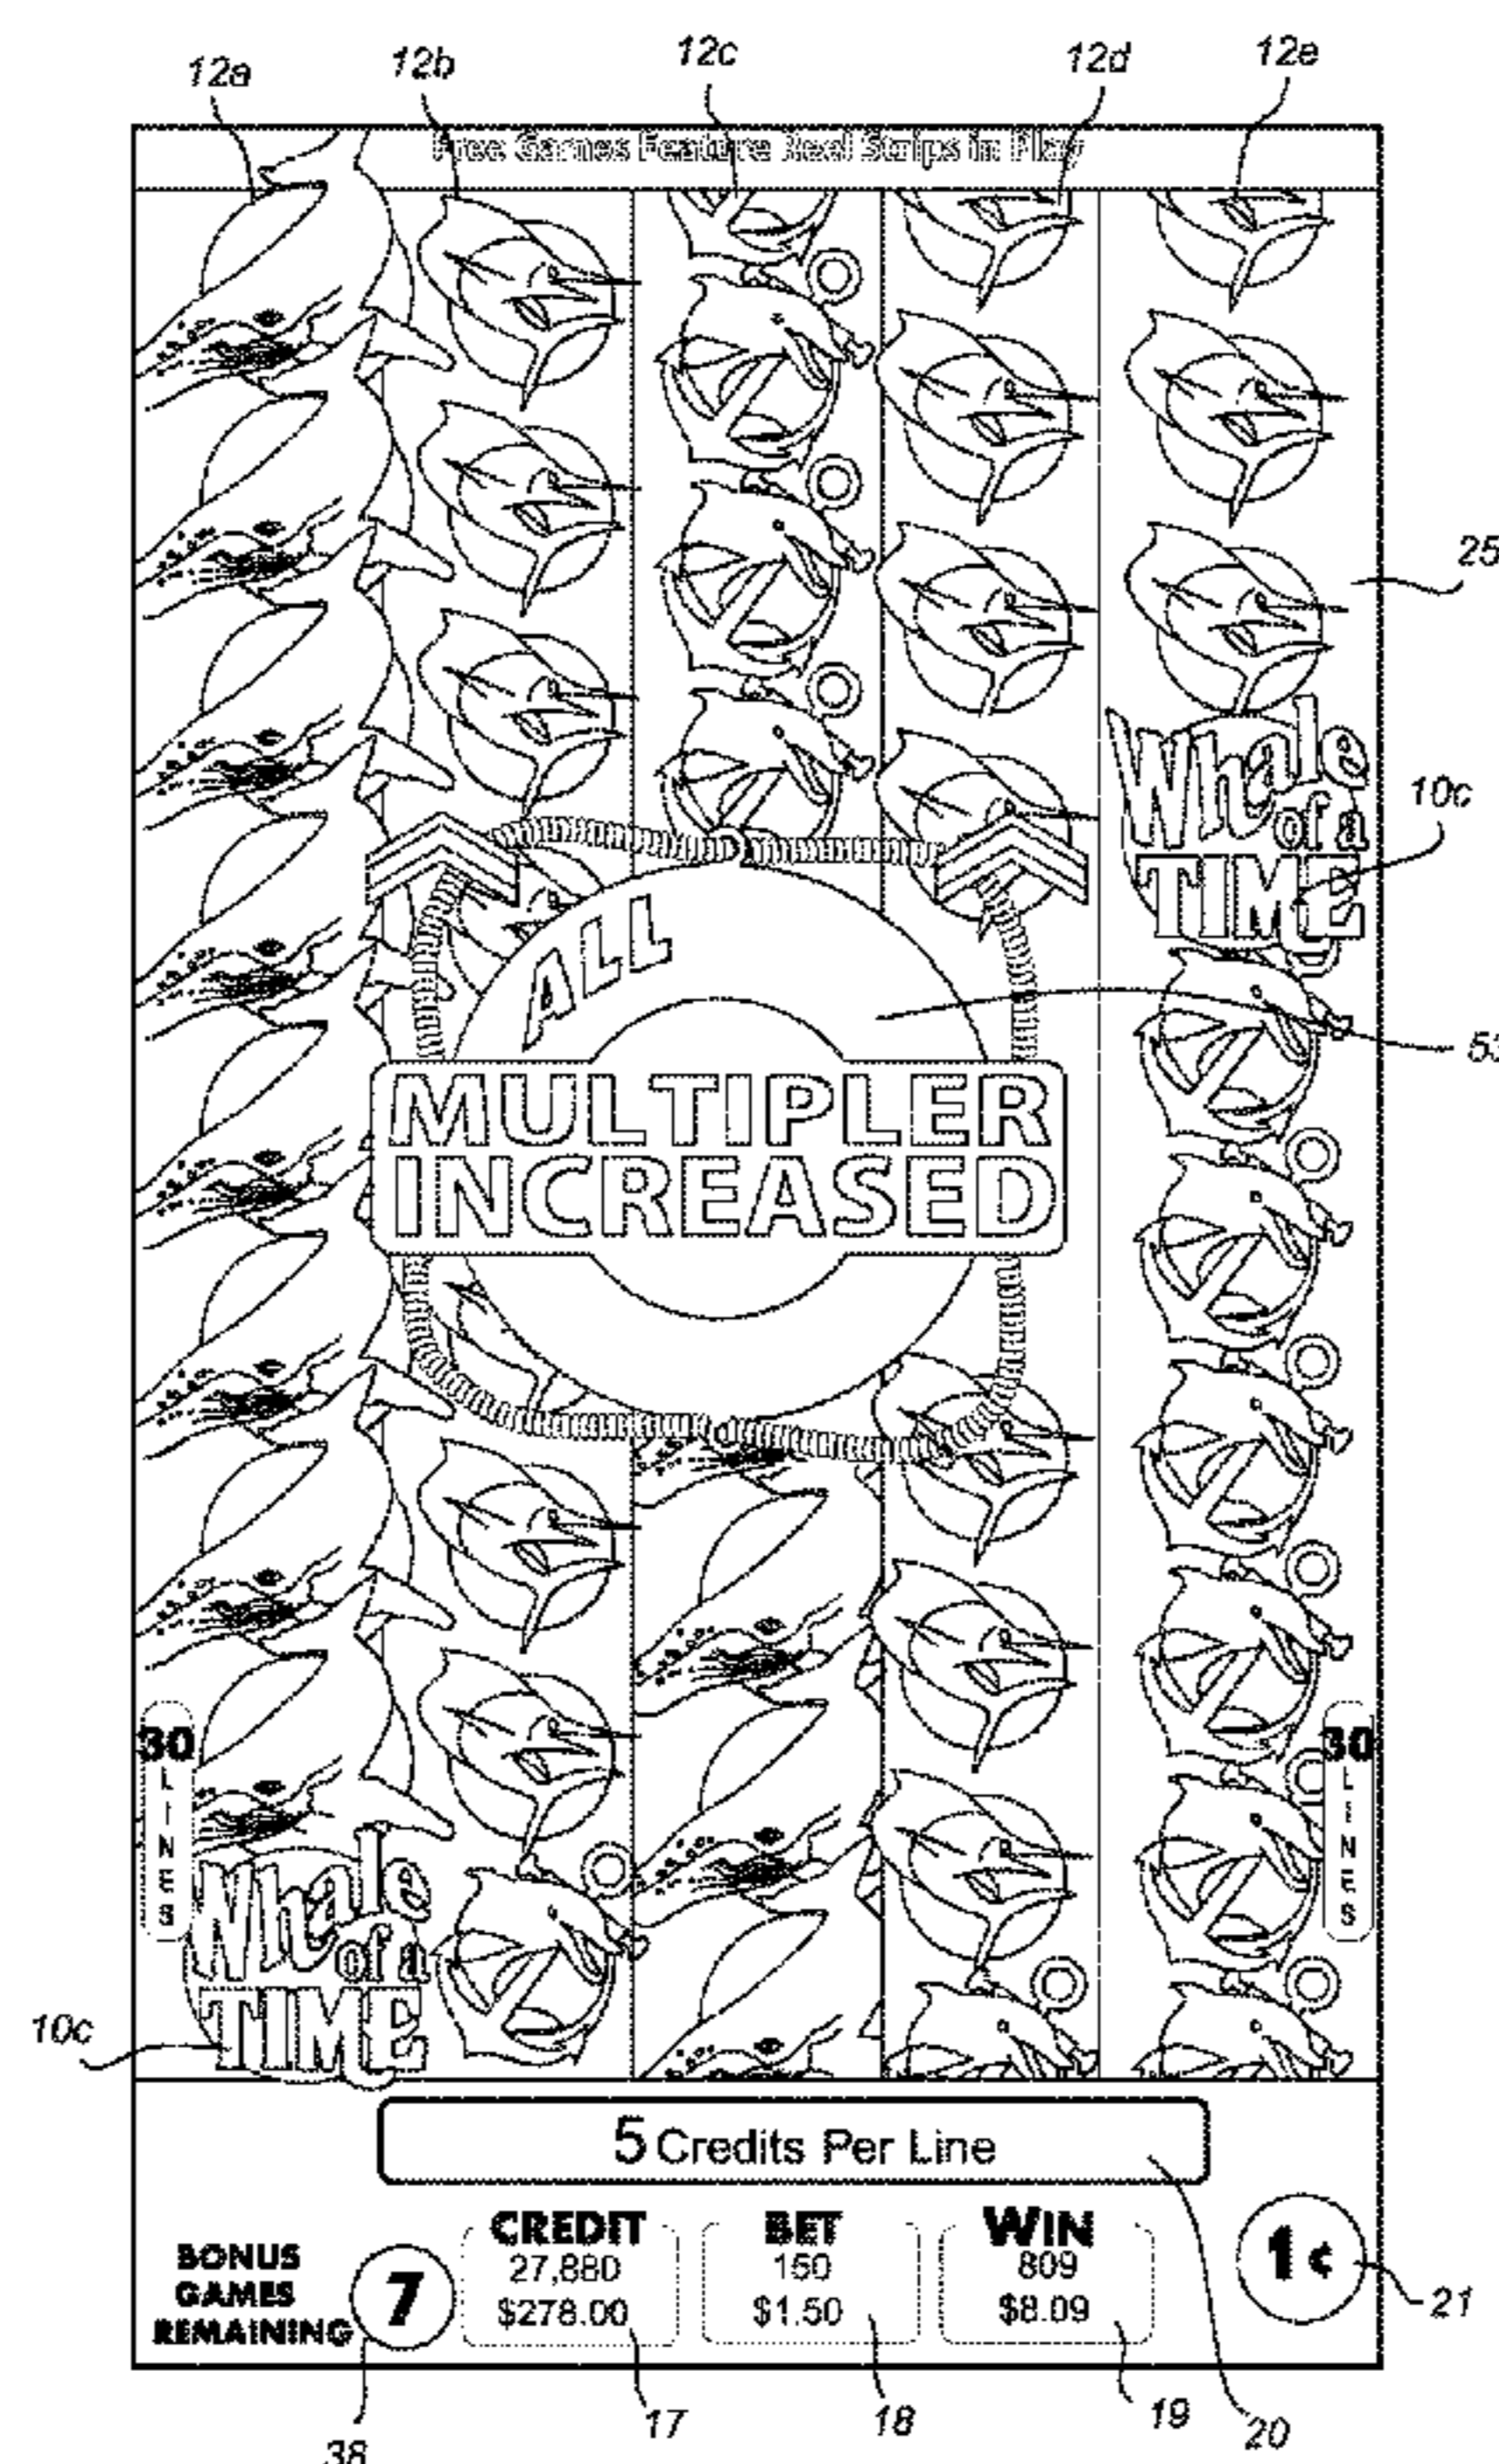 12a 12b 12c 12d 12e
Free Games Feature Reel Strips in Play
25
Whale
of a
TIME
10c
ALL
53
MULTIPLER
INCREASED
30
LINES
30
LINES
Whale
of a
TIME
10c
5 Credits Per Line
CREDIT
27,880
$278.00
BET
150
$1.50
WIN
809
$8.09
1¢
BONUS
GAMES
REMAINING
7
21
38 17 18 19 20